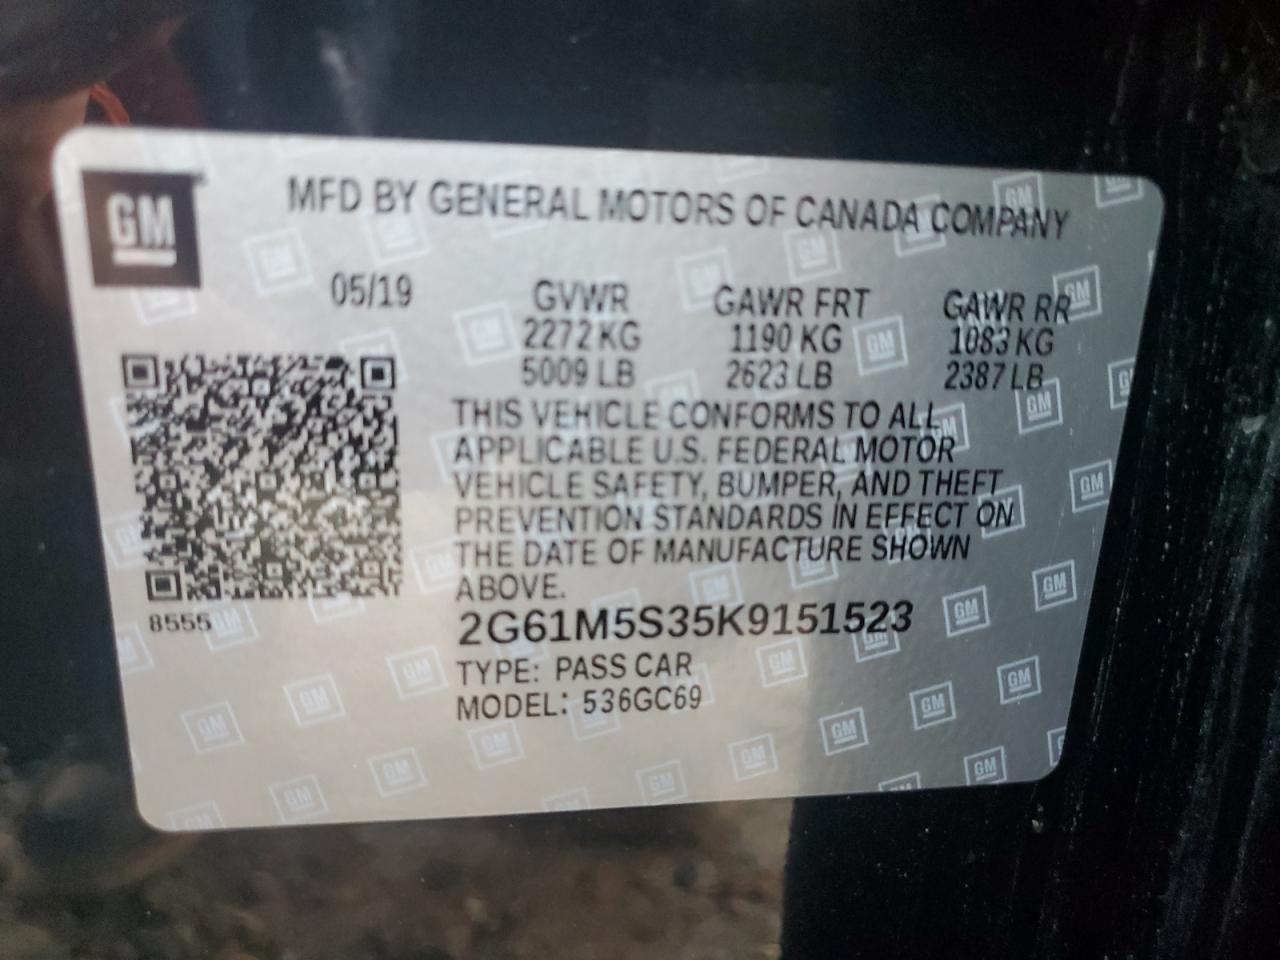 GM
MFD BY GENERAL MOTORS OF CANADA COMPANY
05/19
GVWR GAWR FRT GAWR RR
2272 KG 1190 KG 1083 KG
5009 LB 2623 LB 2387 LB
THIS VEHICLE CONFORMS TO ALL
APPLICABLE U.S. FEDERAL MOTOR
VEHICLE SAFETY, BUMPER, AND THEFT
PREVENTION STANDARDS IN EFFECT ON
THE DATE OF MANUFACTURE SHOWN
ABOVE.
8555
2G61M5S35K9151523
TYPE: PASS CAR
MODEL: 536GC69